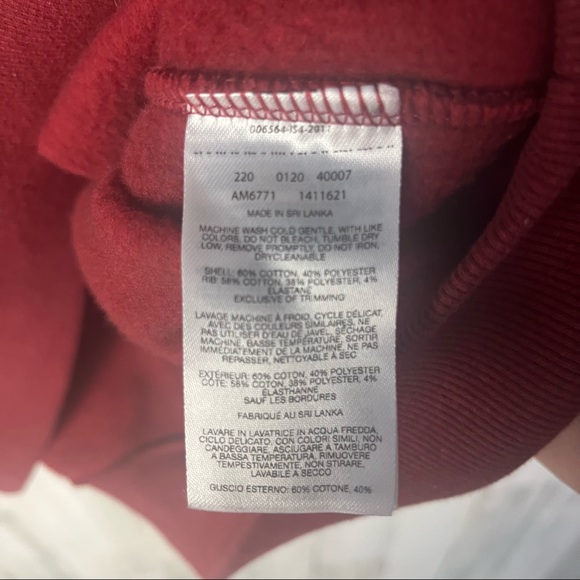 006564-IS4-2011
220 0120 40007
AM6771 1411621
MADE IN SRI LANKA
MACHINE WASH COLD GENTLE, WITH LIKE
COLORS, DO NOT BLEACH, TUMBLE DRY
LOW, REMOVE PROMPTLY, DO NOT IRON,
DRYCLEANABLE
SHELL: 60% COTTON, 40% POLYESTER
RIB: 58% COTTON, 38% POLYESTER, 4%
ELASTANE
EXCLUSIVE OF TRIMMING
LAVAGE MACHINE À FROID, CYCLE DÉLICAT,
AVEC DES COULEURS SIMILAIRES, NE
PAS UTILISER D'EAU DE JAVEL, SÉCHAGE
MACHINE, BASSE TEMPÉRATURE, SORTIR
IMMÉDIATEMENT DE LA MACHINE, NE PAS
REPASSER, NETTOYABLE À SEC
EXTÉRIEUR: 60% COTON, 40% POLYESTER
CÔTE: 58% COTON, 38% POLYESTER, 4%
ÉLASTHANNE
SAUF LES BORDURES
FABRIQUÉ AU SRI LANKA
LAVARE IN LAVATRICE IN ACQUA FREDDA,
CICLO DELICATO, CON COLORI SIMILI, NON
CANDEGGIARE, ASCIUGARE A TAMBURO
A BASSA TEMPERATURA, RIMUOVERE
TEMPESTIVAMENTE, NON STIRARE,
LAVABILE A SECCO
GUSCIO ESTERNO: 60% COTONE, 40%